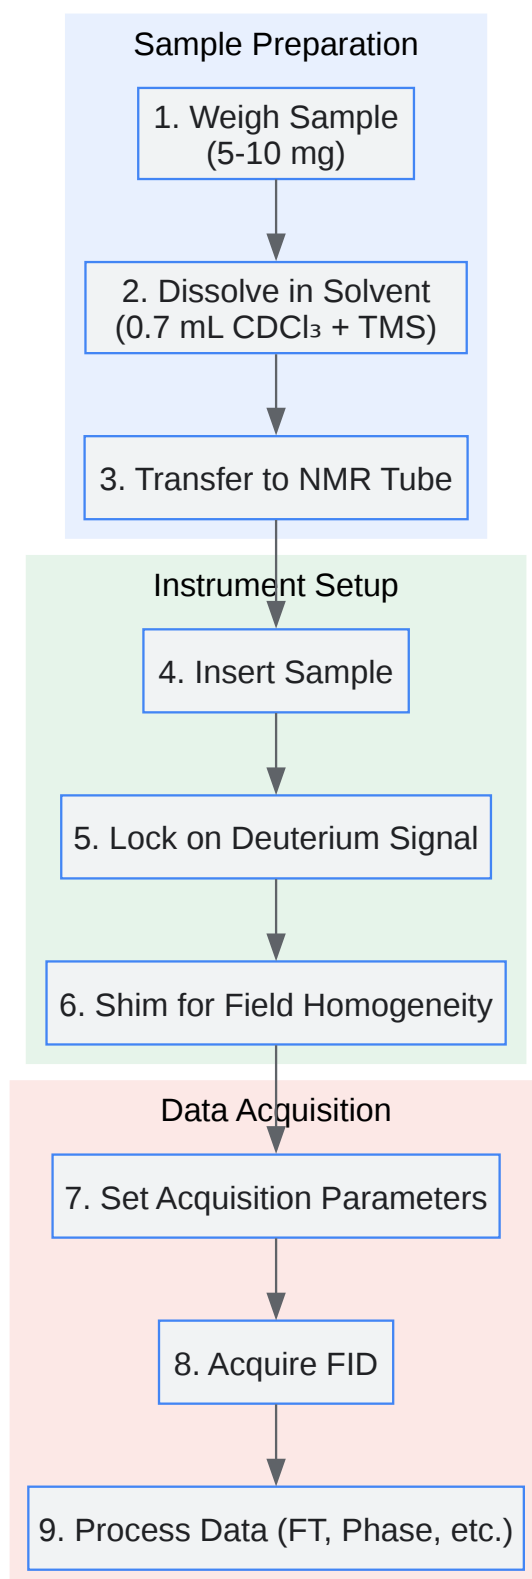 Sample Preparation
1. Weigh Sample
(5-10 mg)
2. Dissolve in Solvent
(0.7 mL CDCl₃ + TMS)
3. Transfer to NMR Tube
Instrument Setup
4. Insert Sample
5. Lock on Deuterium Signal
6. Shim for Field Homogeneity
Data Acquisition
7. Set Acquisition Parameters
8. Acquire FID
9. Process Data (FT, Phase, etc.)